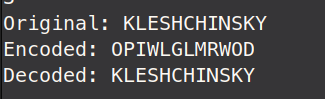 Original: KLESHCHINSKY
Encoded: OPIWLGLMRWOD
Decoded: KLESHCHINSKY